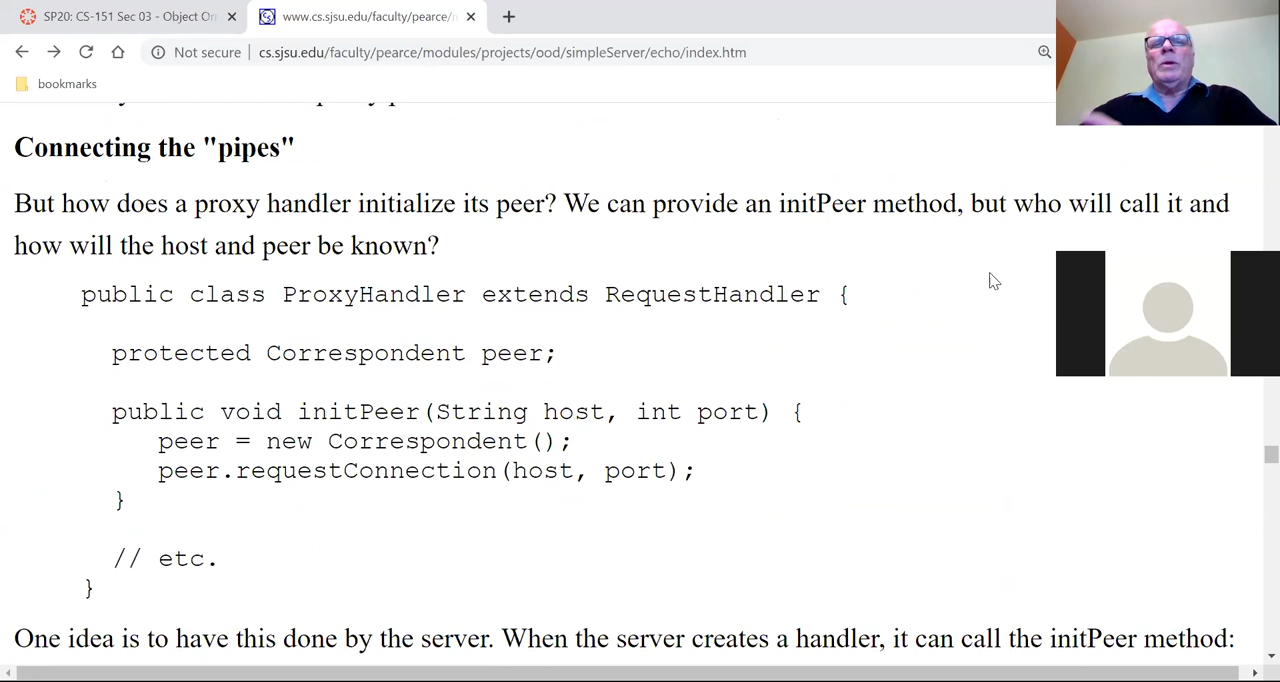 SP20: CS-151 Sec 03 - Object Or
www.cs.sjsu.edu/faculty/pearce/
Not secure
cs.sjsu.edu/faculty/pearce/modules/projects/ood/simpleServer/echo/index.htm
bookmarks
Connecting the "pipes"
But how does a proxy handler initialize its peer? We can provide an initPeer method, but who will call it and
how will the host and peer be known?
public class ProxyHandler extends RequestHandler {
protected Correspondent peer;
public void initPeer(String host, int port) {
peer = new Correspondent();
peer.requestConnection(host, port);
}
// etc.
}
One idea is to have this done by the server. When the server creates a handler, it can call the initPeer method: